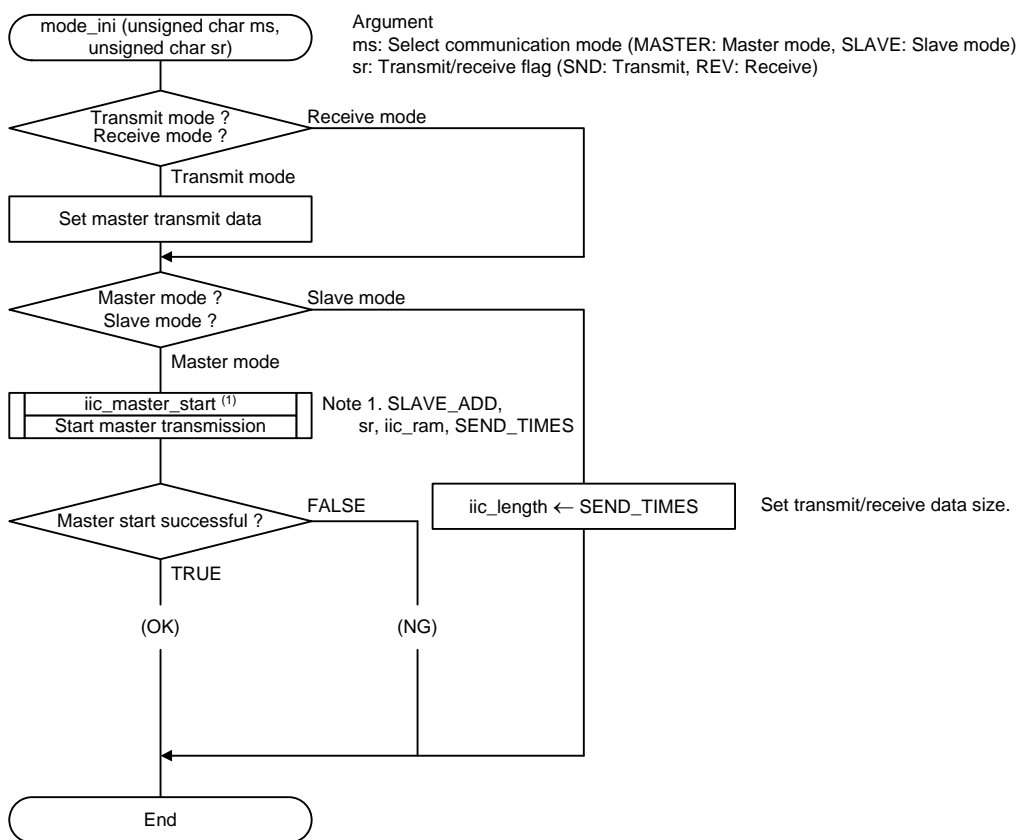 mode_ini (unsigned char ms,
unsigned char sr)
Argument
ms: Select communication mode (MASTER: Master mode, SLAVE: Slave mode)
sr: Transmit/receive flag (SND: Transmit, REV: Receive)
Transmit mode ?
Receive mode ?
Receive mode
Transmit mode
Set master transmit data
Master mode ?
Slave mode ?
Slave mode
Master mode
iic_master_start (1)
Start master transmission
Note 1. SLAVE_ADD,
sr, iic_ram, SEND_TIMES
Master start successful ?
FALSE
iic_length ← SEND_TIMES
Set transmit/receive data size.
TRUE
(OK)
(NG)
End